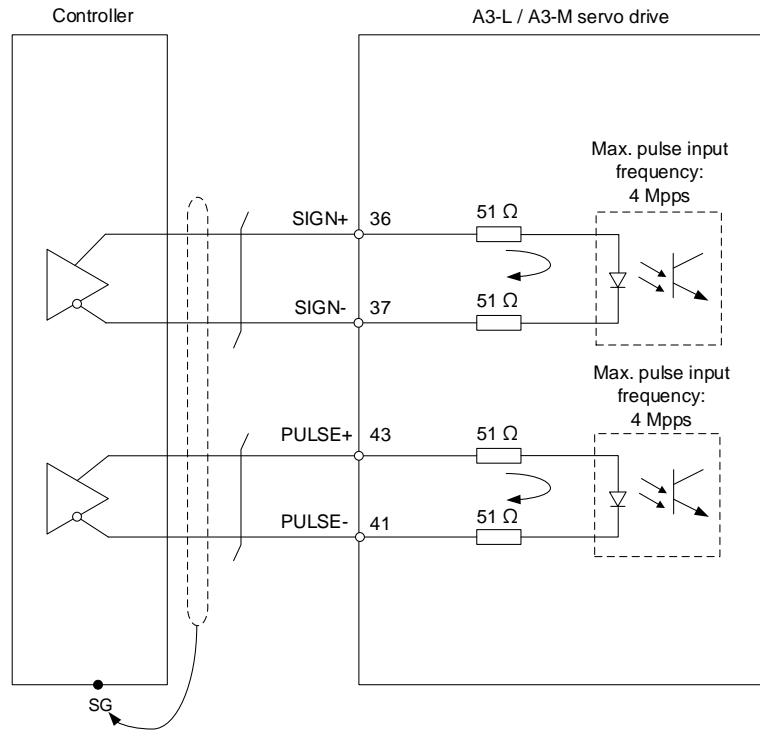 Controller
A3-L / A3-M servo drive
Max. pulse input
frequency:
4 Mpps
SIGN+
36
51 Ω
SIGN-
37
51 Ω
Max. pulse input
frequency:
4 Mpps
PULSE+
43
51 Ω
PULSE-
41
51 Ω
SG